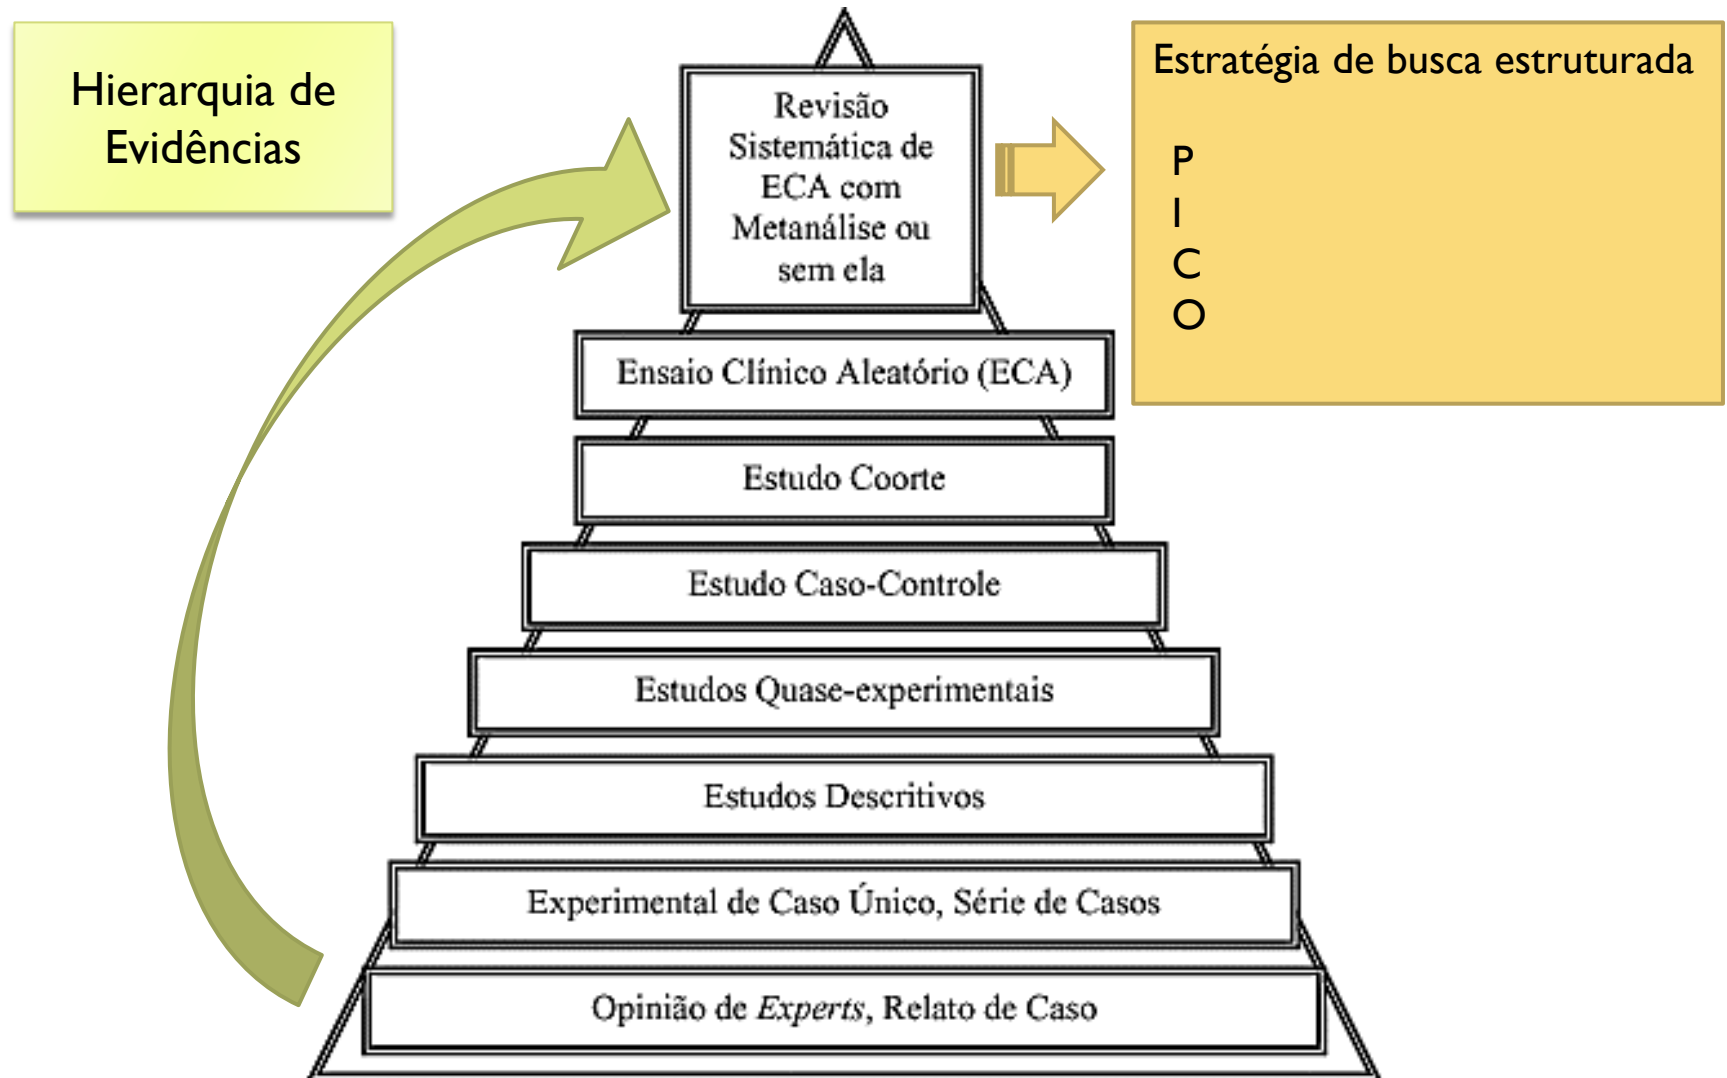 Hierarquia de
Evidências
Revisão
Sistemática de
ECA com
Metanálise ou
sem ela
Estratégia de busca estruturada
P
I
C
O
Ensaio Clínico Aleatório (ECA)
Estudo Coorte
Estudo Caso-Controle
Estudos Quase-experimentais
Estudos Descritivos
Experimental de Caso Único, Série de Casos
Opinião de Experts, Relato de Caso